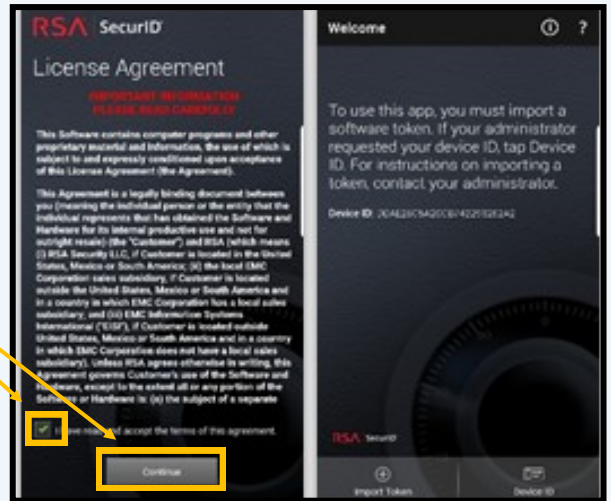 RSA SecurID
License Agreement
IMPORTANT INFORMATION
PLEASE READ CAREFULLY
This Software contains computer programs and other
proprietary material and information, the use of which is
subject to and expressly conditioned upon acceptance
of this License Agreement (the Agreement).
This Agreement is a legally binding document between
you (meaning the individual person or the entity that the
individual represents that has obtained the Software and
Hardware for its internal productive use and not for
outright resale) (the "Customer") and RSA (which means
(i) RSA Security LLC, if Customer is located in the United
States, Mexico or South America; (ii) the local EMC
Corporation sales subsidiary, if Customer is located
outside the United States, Mexico or South America and
in a country in which EMC Corporation has a local sales
subsidiary; and (iii) EMC Information Systems
International ("EISI"), if Customer is located outside
United States, Mexico or South America and in a country
in which EMC Corporation does not have a local sales
subsidiary). Unless RSA agrees otherwise in writing, this
Agreement governs Customer's use of the Software and
Hardware, except to the extent all or any portion of the
Software or Hardware is: (a) the subject of a separate
I have read and accept the terms of this agreement.
Continue
Welcome
?
To use this app, you must import a
software token. If your administrator
requested your device ID, tap Device
ID. For instructions on importing a
token, contact your administrator.
Device ID:
RSA SecurID
Import Token
Device ID